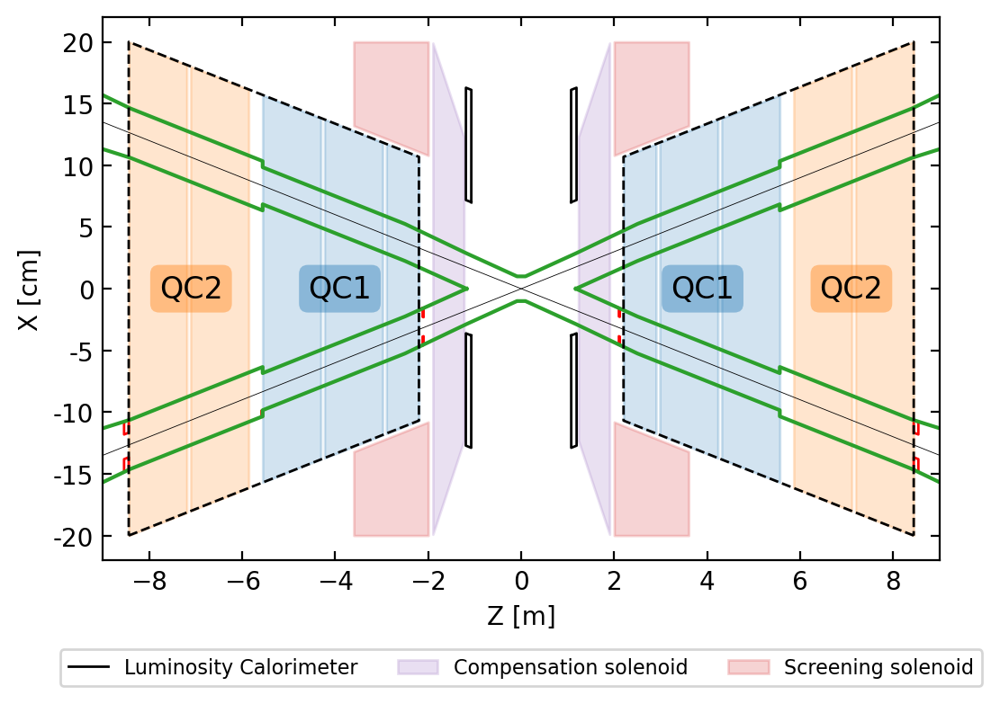 20
15
10
5
0
-5
-10
-15
-20
X [cm]
QC2
QC1
QC1
QC2
−8 −6 −4 −2 0 2 4 6 8
Z [m]
Luminosity Calorimeter Compensation solenoid Screening solenoid